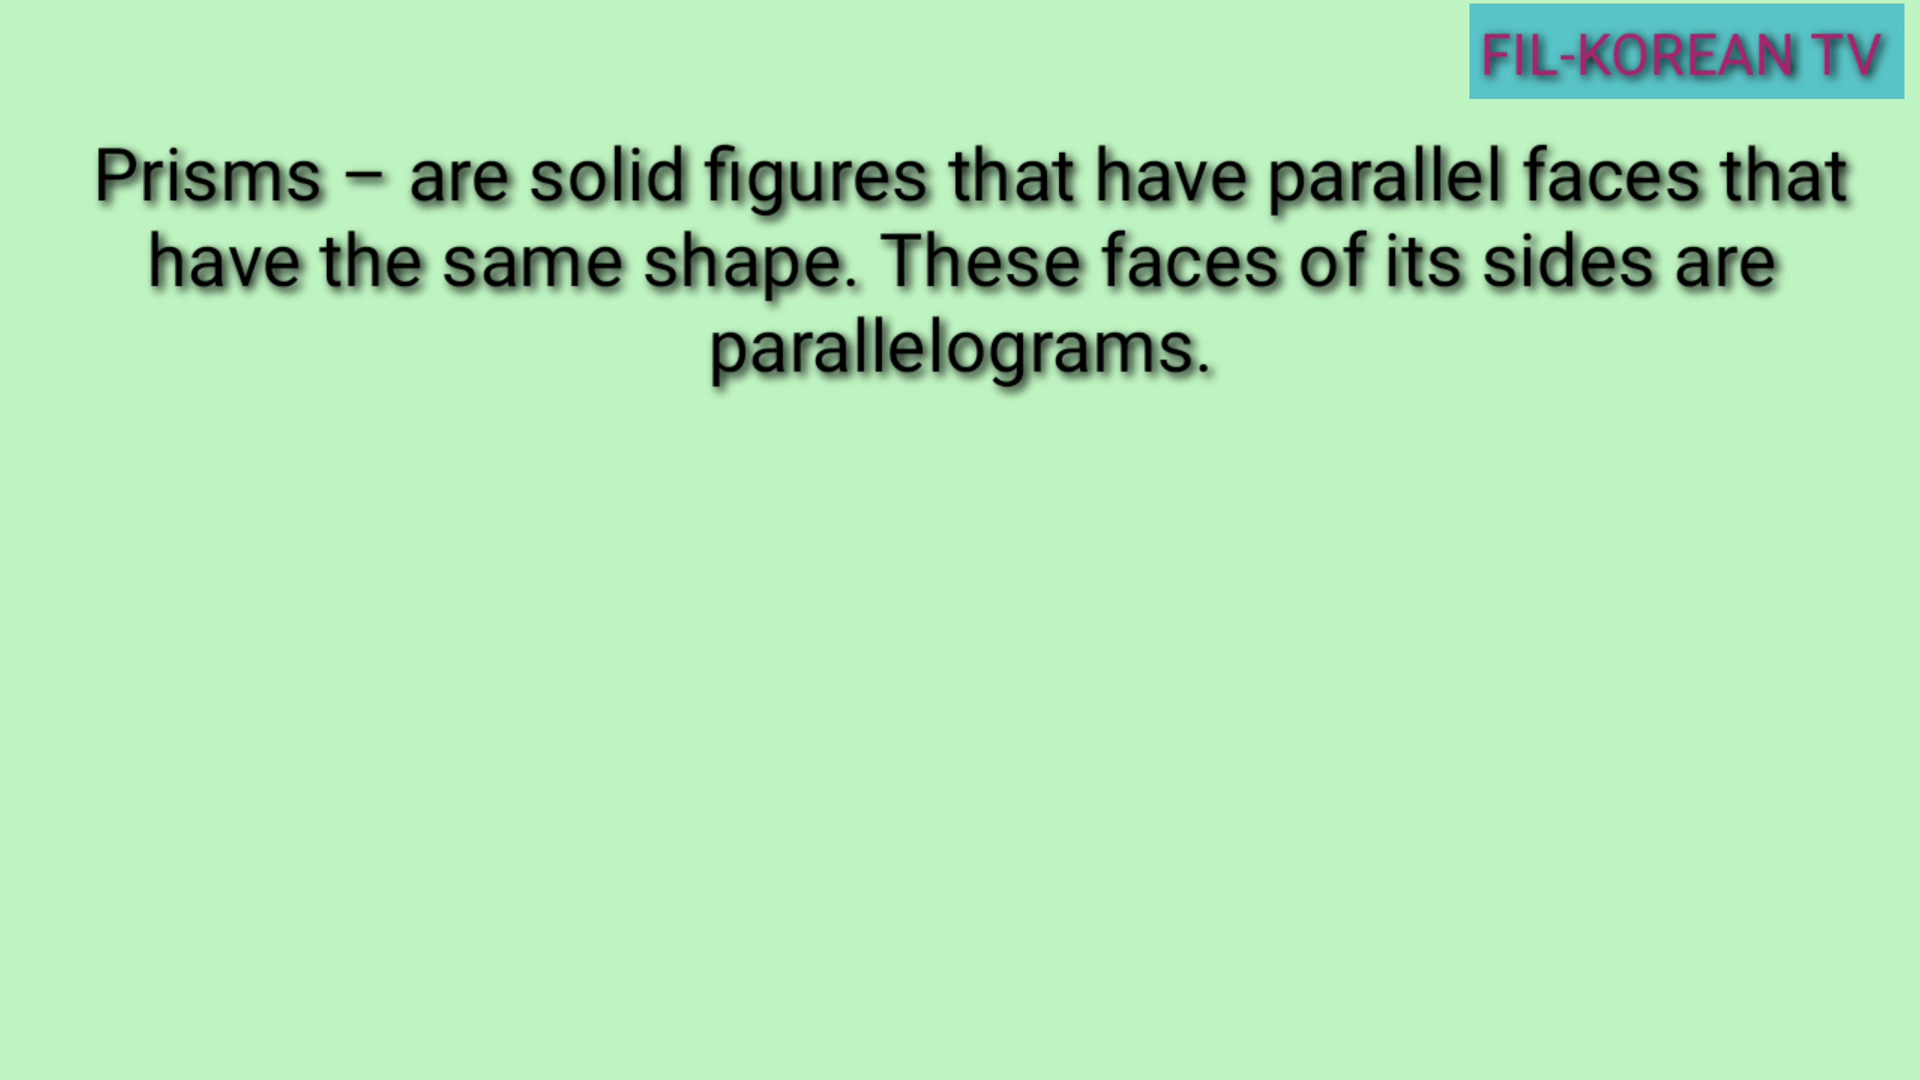 FIL-KOREAN TV
Prisms – are solid figures that have parallel faces that
have the same shape. These faces of its sides are
parallelograms.